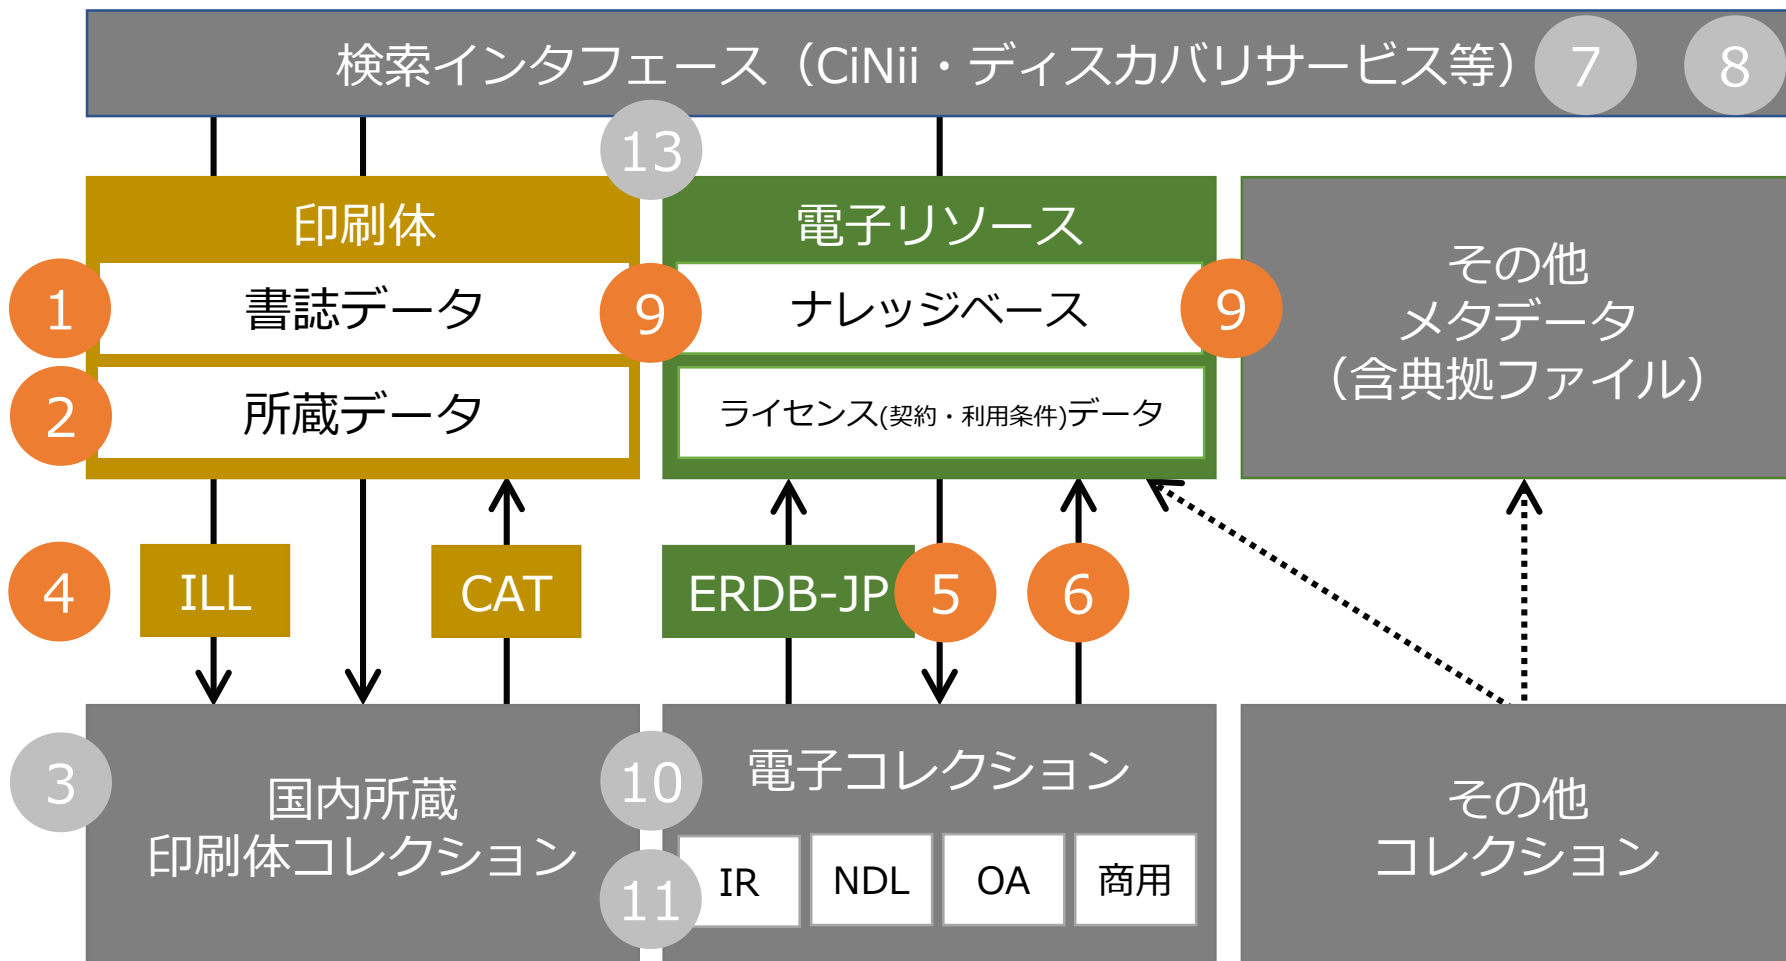 検索インタフェース（CiNii・ディスカバリサービス等）
7
8
13
印刷体
電子リソース
その他
メタデータ
（含典拠ファイル）
1
書誌データ
9
ナレッジベース
9
2
所蔵データ
ライセンス(契約・利用条件)データ
4
ILL
CAT
ERDB-JP
5
6
3
国内所蔵
印刷体コレクション
10
電子コレクション
11
IR
NDL
OA
商用
その他
コレクション